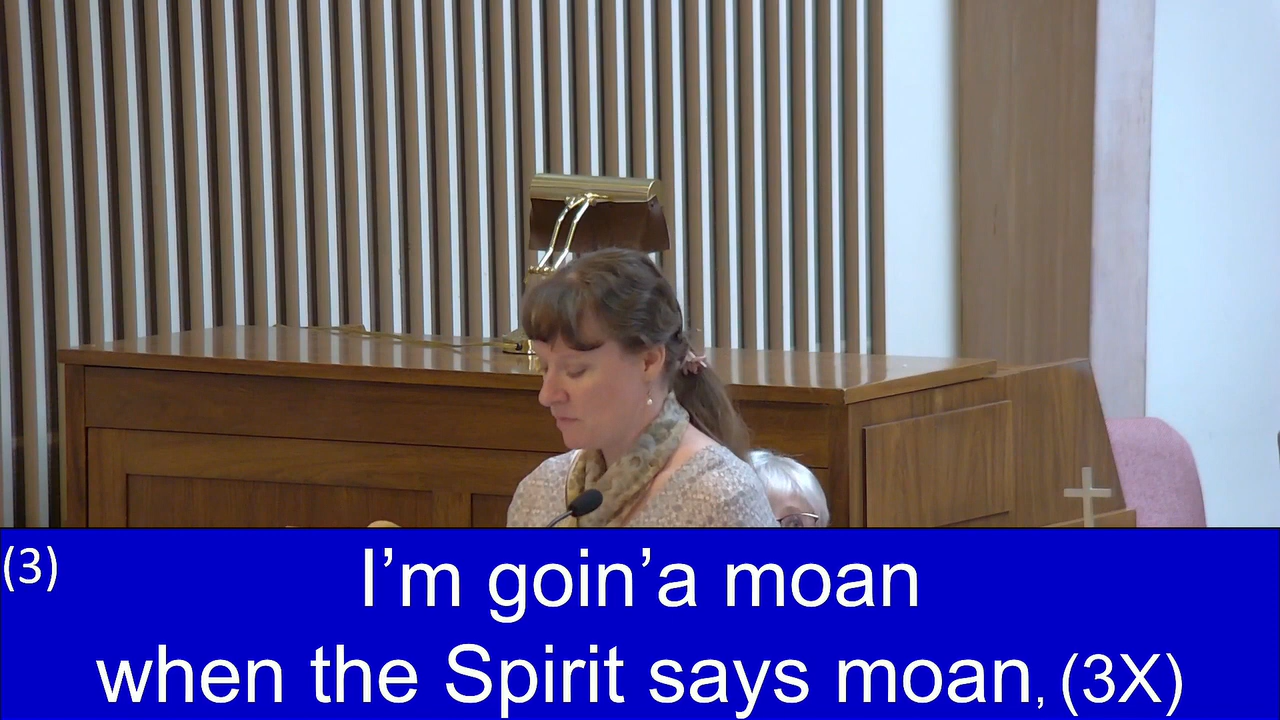 (3)
I’m goin’a moan
when the Spirit says moan, (3X)